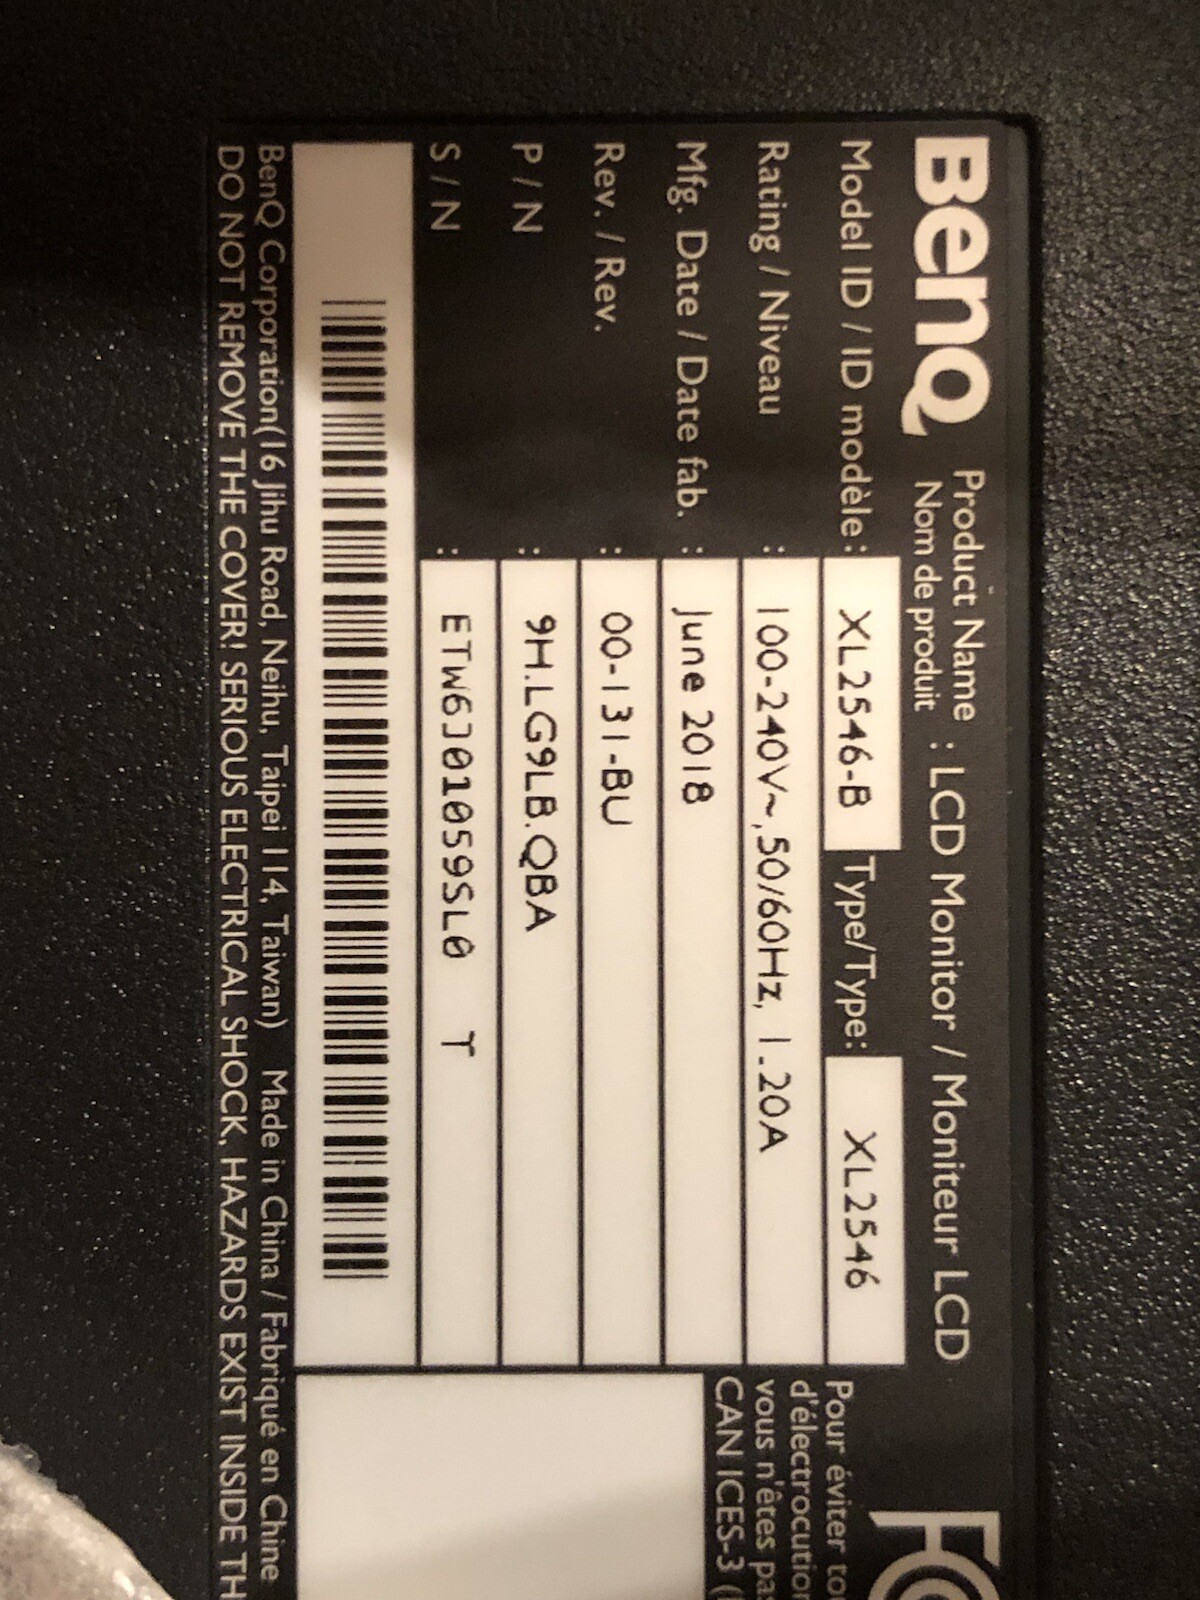 BenQ
Product Name : LCD Monitor / Moniteur LCD
Nom de produit
Model ID / ID modèle: XL2546-B Type/Type: XL2546
Rating / Niveau : 100-240V~,50/60Hz, 1.20A
Mfg. Date / Date fab. : June 2018
Rev. / Rev. : 00-131-BU
P / N : 9H.LG9LB.QBA
S / N : ETW6J01059SL0 T
BenQ Corporation(16 Jihu Road, Neihu, Taipei 114, Taiwan) Made in China / Fabriqué en Chine
DO NOT REMOVE THE COVER! SERIOUS ELECTRICAL SHOCK, HAZARDS EXIST INSIDE TH
FC
Pour éviter tou
d'électrocution
vous n'êtes pas
CAN ICES-3 (